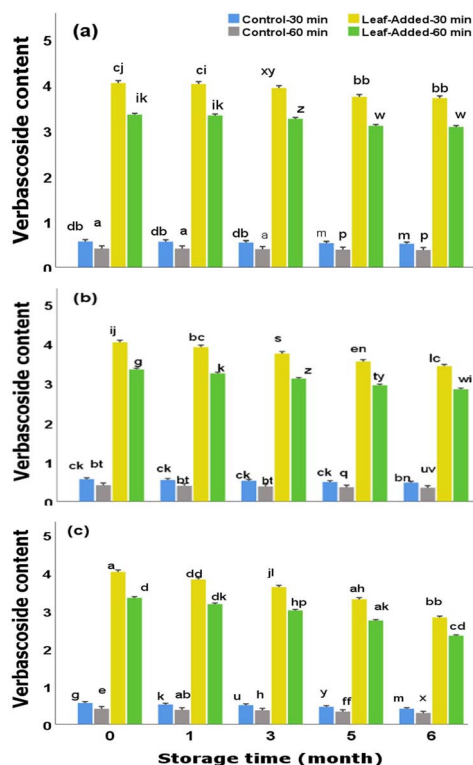 Control-30 min Leaf-Added-30 min
Control-60 min Leaf-Added-60 min
(a)
Verbascoside content
5
4
3
2
1
0
cj ci xy bb bb
ik ik z w w
db a db a db a m p m p
(b)
Verbascoside content
5
4
3
2
1
0
ij bc s en lc
g k z ty wi
ck bt ck bt ck bt ck q bn uv
(c)
Verbascoside content
5
4
3
2
1
0
a dd jl ah bb
d dk hp ak cd
g e k ab u h y ff m x
0 1 3 5 6
Storage time (month)